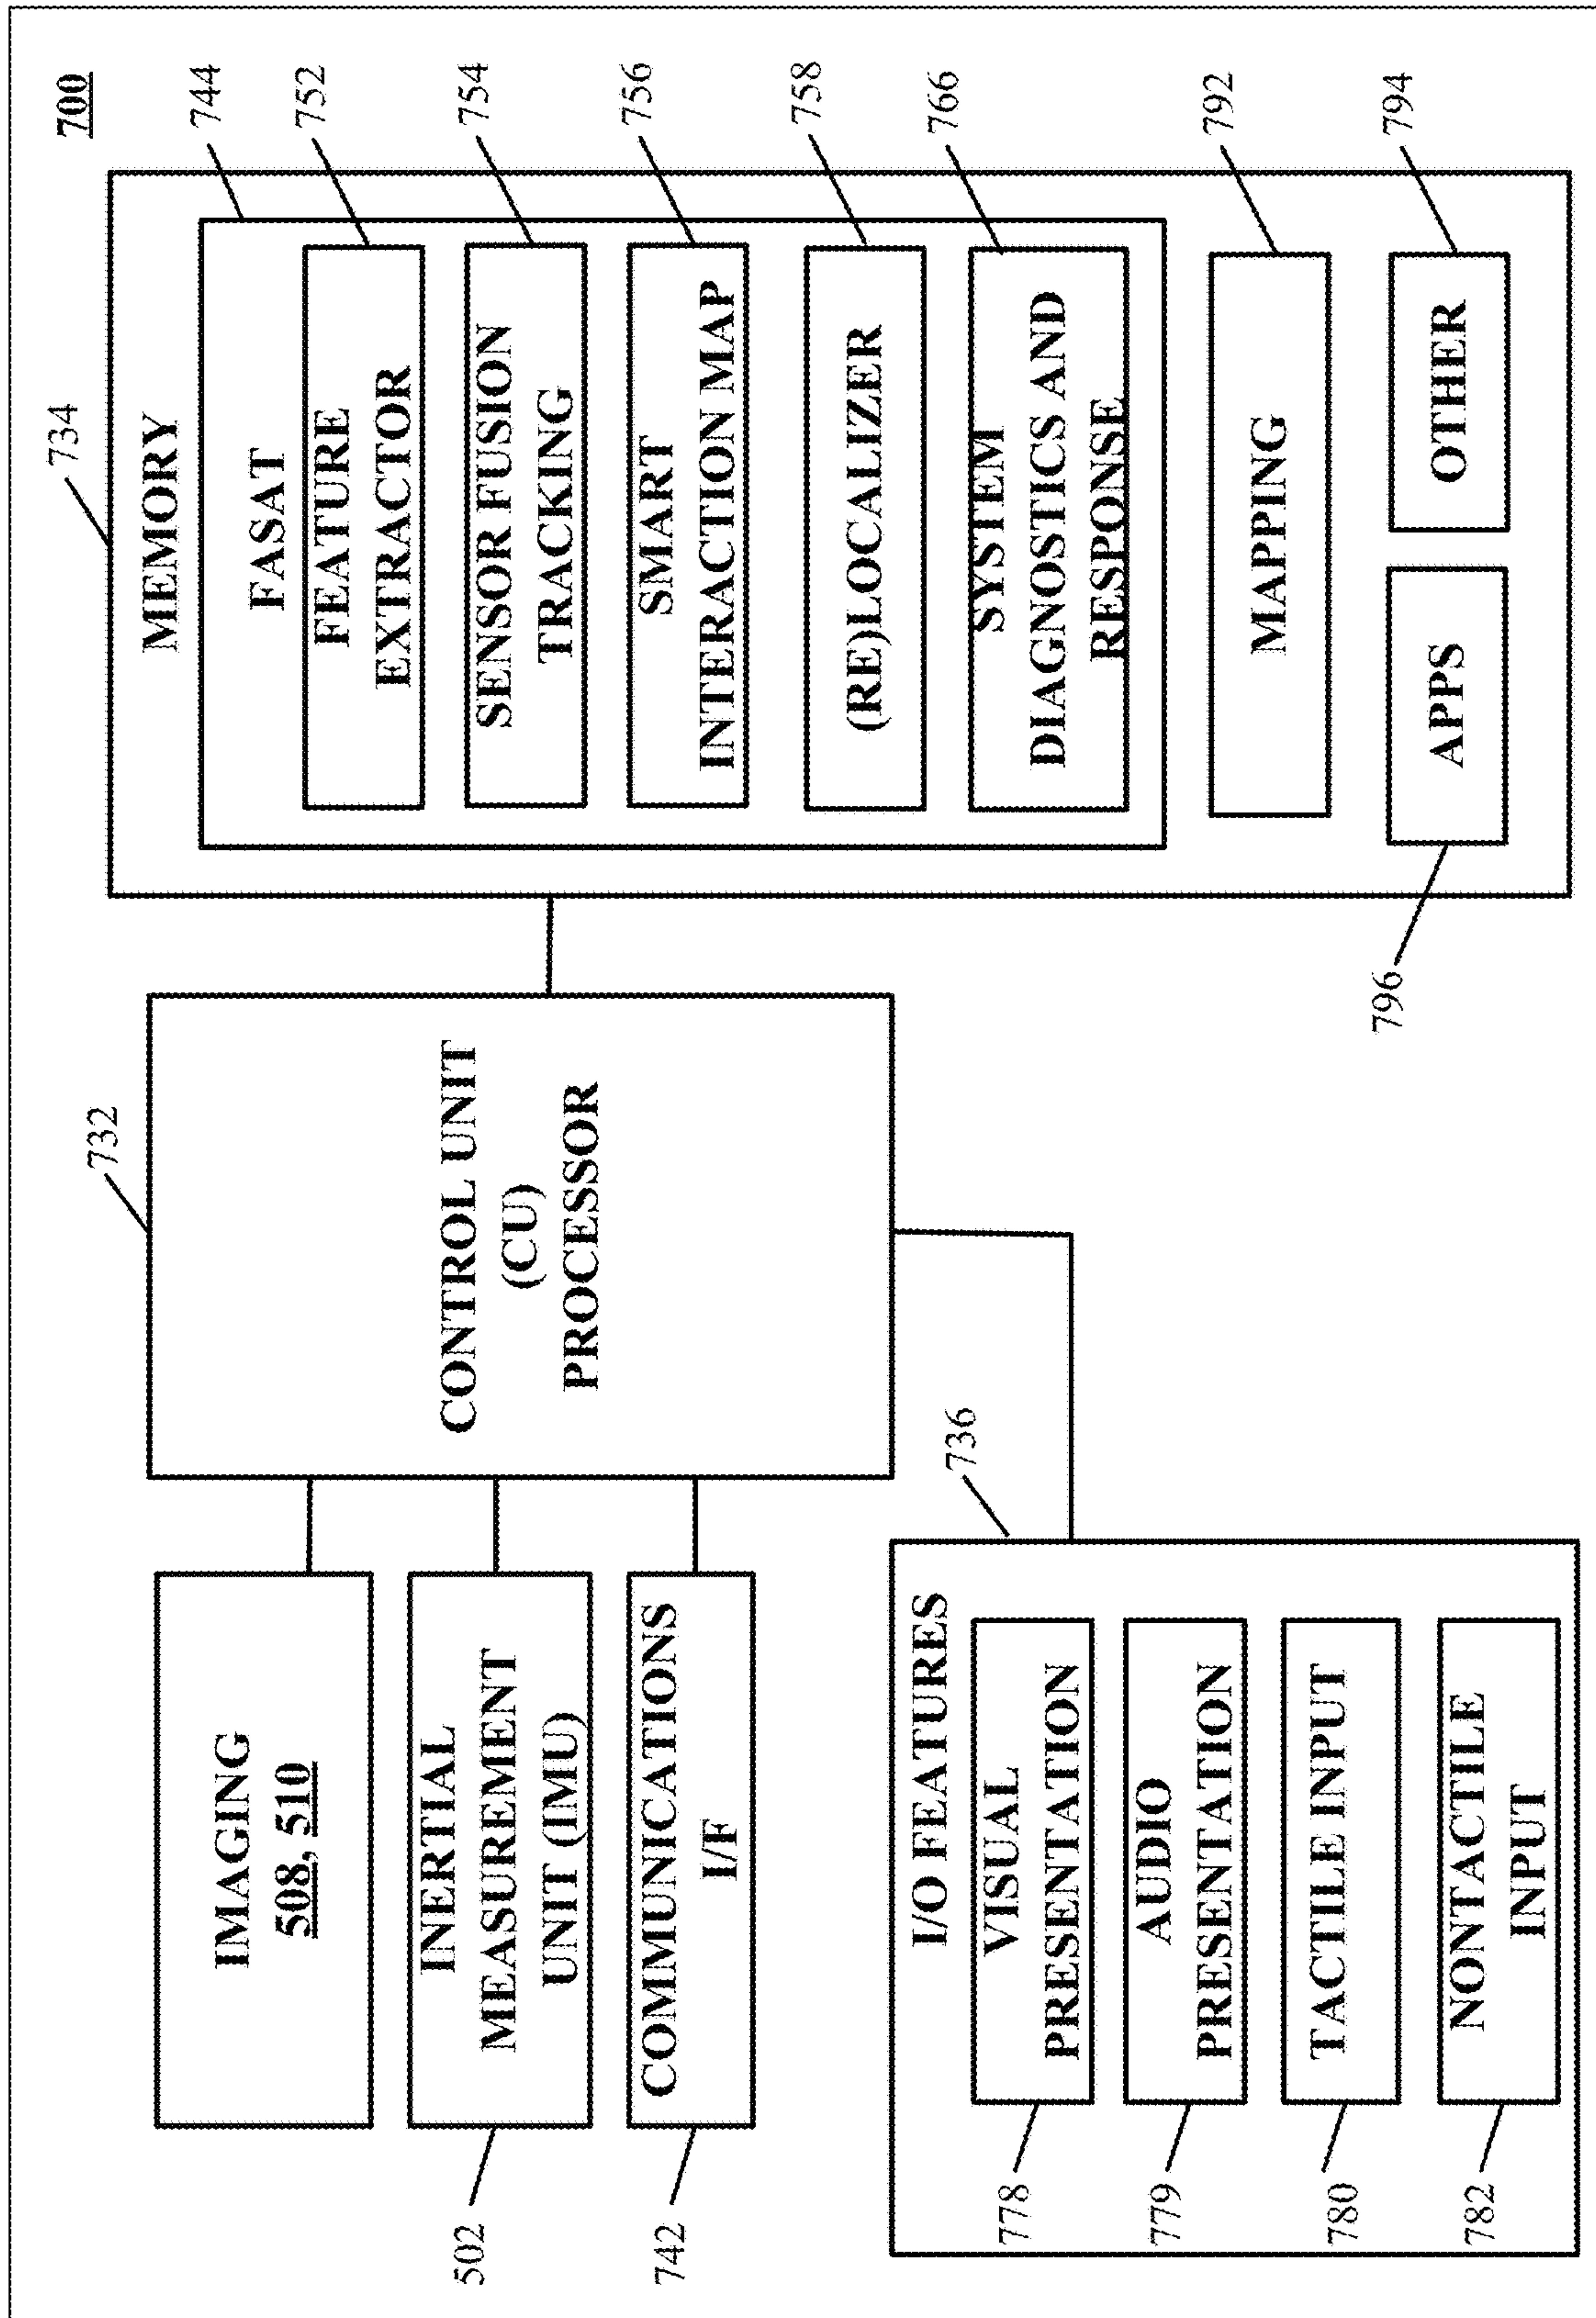 700
732
734
IMAGING
508, 510
INERTIAL
MEASUREMENT
UNIT (IMU)
502
COMMUNICATIONS
I/F
742
CONTROL UNIT
(CU)
PROCESSOR
I/O FEATURES
736
VISUAL
PRESENTATION
778
AUDIO
PRESENTATION
779
TACTILE INPUT
780
NONTACTILE
INPUT
782
MEMORY
FASAT
744
FEATURE
EXTRACTOR
752
SENSOR FUSION
TRACKING
754
SMART
INTERACTION MAP
756
(RE)LOCALIZER
758
SYSTEM
DIAGNOSTICS AND
RESPONSE
766
MAPPING
792
APPS
796
OTHER
794